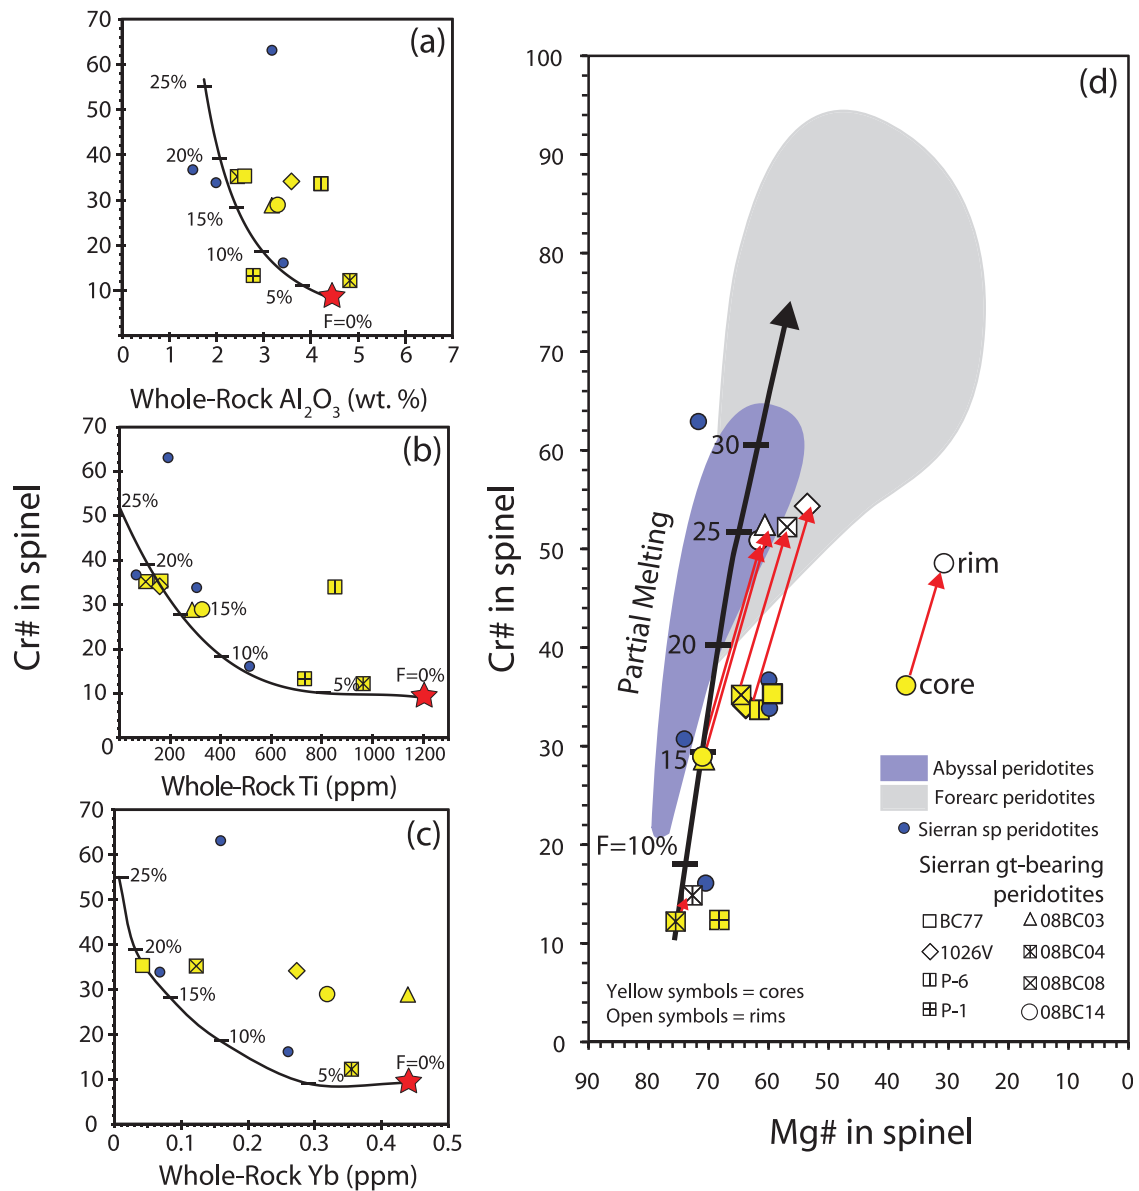 Cr# in spinel
(a)
70
60
50
40
30
20
10
25%
20%
15%
10%
5%
F=0%
0 1 2 3 4 5 6 7
Whole-Rock Al2O3 (wt. %)
(b)
70
60
50
40
30
20
10
0
25%
20%
15%
10%
5%
F=0%
0 200 400 600 800 1000 1200
Whole-Rock Ti (ppm)
(c)
70
60
50
40
30
20
10
0
25%
20%
15%
10%
5%
F=0%
0 0.1 0.2 0.3 0.4 0.5
Whole-Rock Yb (ppm)
(d)
Cr# in spinel
100
90
80
70
60
50
40
30
20
10
0
30
25
20
15
F=10%
Partial Melting
rim
core
Abyssal peridotites
Forearc peridotites
Sierran sp peridotites
Sierran gt-bearing
peridotites
BC77 08BC03
1026V 08BC04
P-6 08BC08
P-1 08BC14
Yellow symbols = cores
Open symbols = rims
90 80 70 60 50 40 30 20 10 0
Mg# in spinel